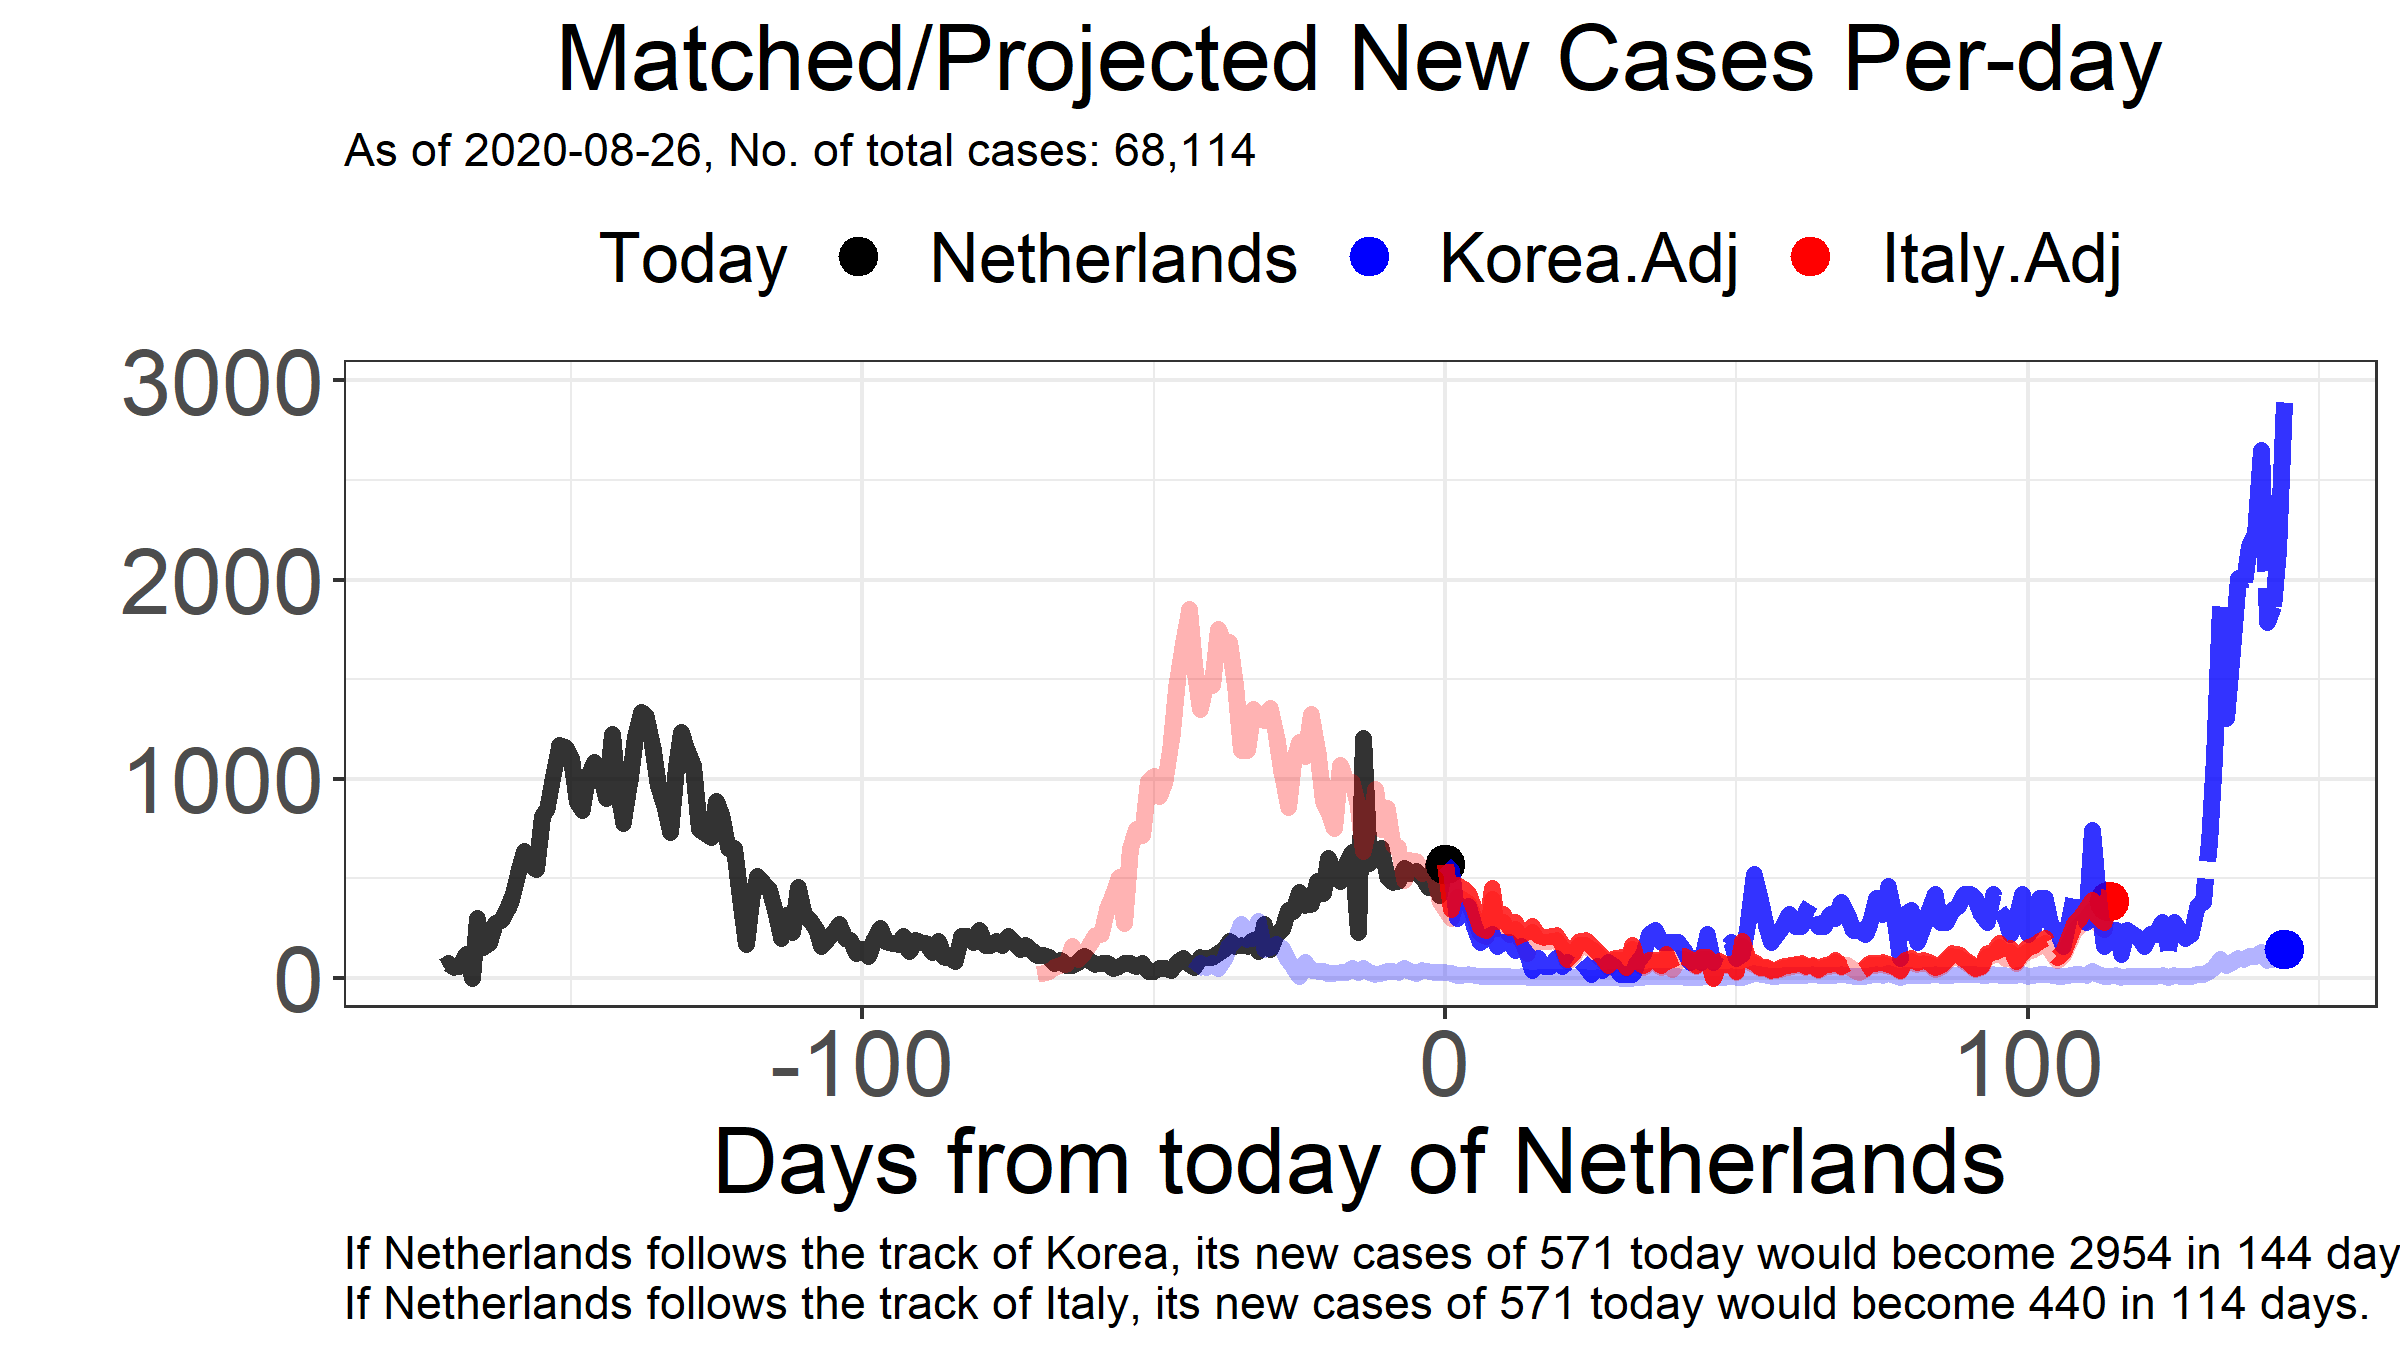 Matched/Projected New Cases Per-day
As of 2020-08-26, No. of total cases: 68,114
Today Netherlands Korea.Adj Italy.Adj
3000
2000
1000
0
-100 0 100
Days from today of Netherlands
If Netherlands follows the track of Korea, its new cases of 571 today would become 2954 in 144 day
If Netherlands follows the track of Italy, its new cases of 571 today would become 440 in 114 days.